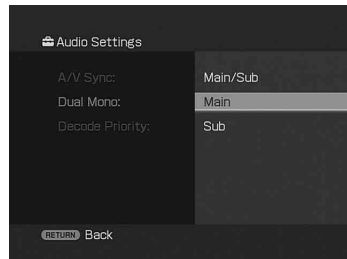 Audio Settings
A/V Sync: Main/Sub
Dual Mono: Main
Decode Priority: Sub
RETURN Back